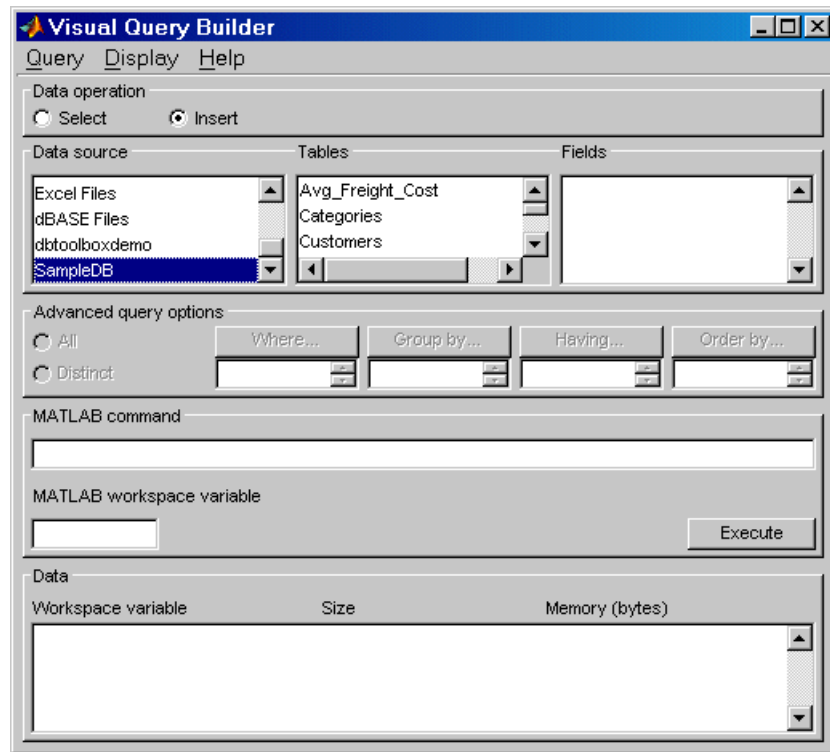 Visual Query Builder
Query Display Help
Data operation
Select Insert
Data source Tables Fields
Excel Files
dBASE Files
dbtoolboxdemo
SampleDB
Avg_Freight_Cost
Categories
Customers
Advanced query options
All
Distinct
Where... Group by... Having... Order by...
MATLAB command
MATLAB workspace variable
Execute
Data
Workspace variable Size Memory (bytes)